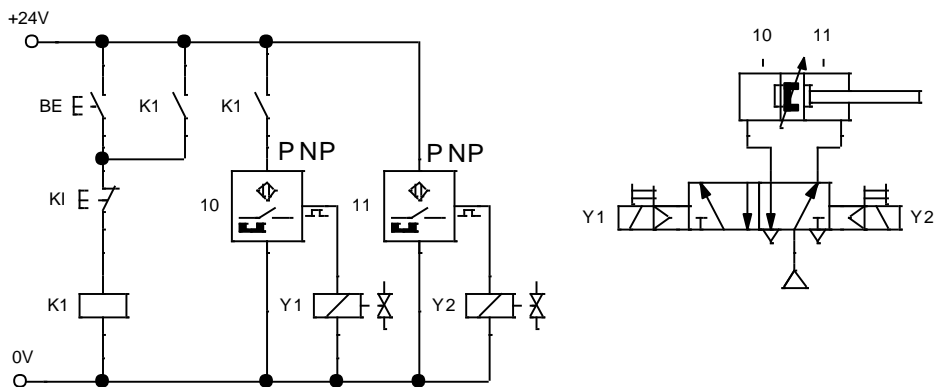 +24V
10 11
BE K1 K1
PNP PNP
KI
10 11
Y1 Y2
K1 Y1 Y2
0V